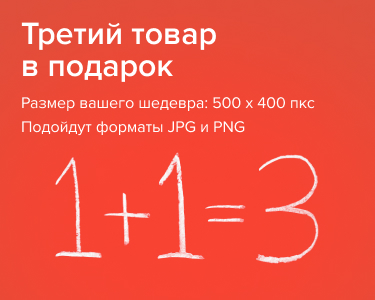 Третий товар
в подарок
Размер вашего шедевра: 500 x 400 пкс
Подойдут форматы JPG и PNG
1+1=3